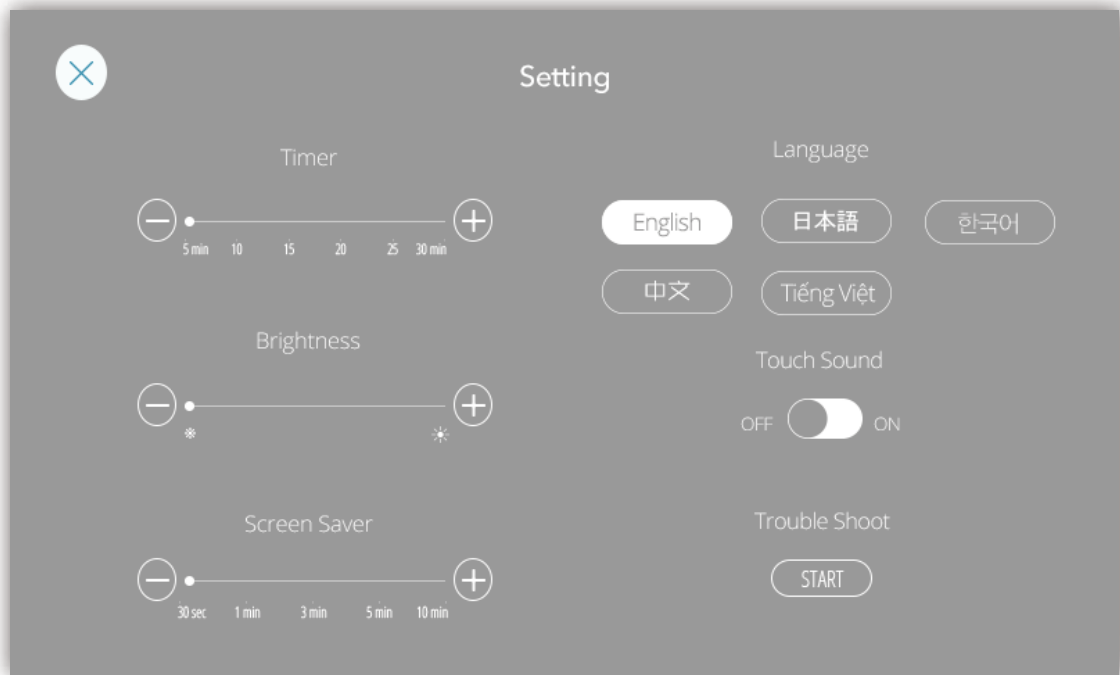 Setting
Timer
5 min 10 15 20 25 30 min
Brightness
Screen Saver
30 sec 1 min 3 min 5 min 10 min
Language
English 日本語 한국어
中文 Tiếng Việt
Touch Sound
OFF ON
Trouble Shoot
START